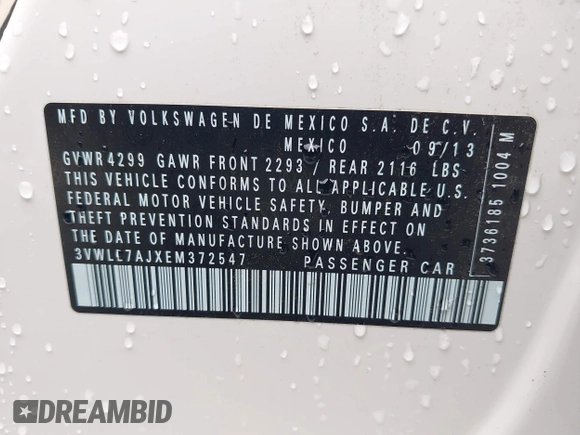 MFD BY VOLKSWAGEN DE MEXICO S.A. DE C.V.
MEXICO 09/13
GVWR 4299 GAWR FRONT 2293 / REAR 2116 LBS
THIS VEHICLE CONFORMS TO ALL APPLICABLE U.S.
FEDERAL MOTOR VEHICLE SAFETY, BUMPER AND
THEFT PREVENTION STANDARDS IN EFFECT ON
THE DATE OF MANUFACTURE SHOWN ABOVE.
3VWLL7AJXEM372547 PASSENGER CAR
3736185 1004 M
DREAMBID